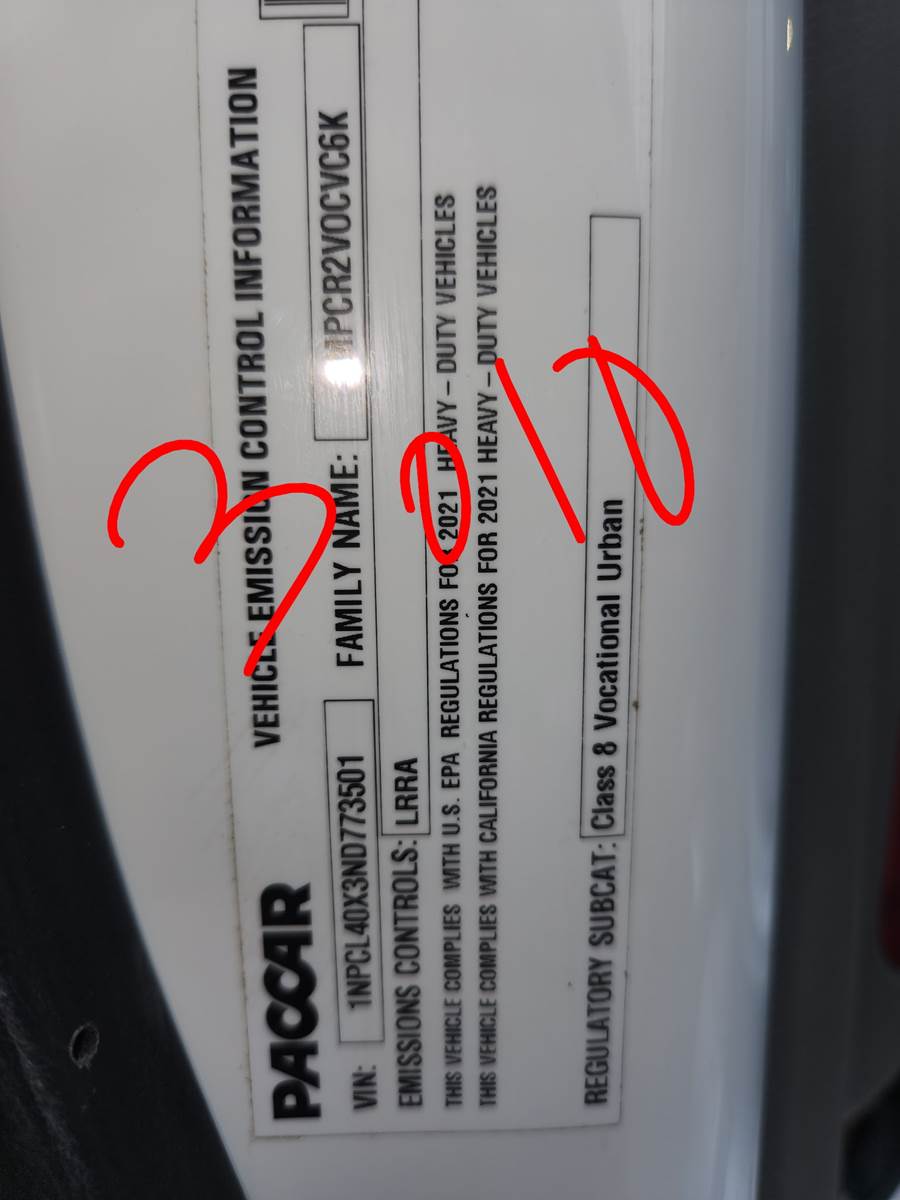 PACCAR
VEHICLE EMISSION CONTROL INFORMATION
VIN: 1NPCL40X3ND773501 FAMILY NAME:
EMISSIONS CONTROLS: LRRA
THIS VEHICLE COMPLIES WITH U.S. EPA REGULATIONS FOR 2021 HEAVY - DUTY VEHICLES
THIS VEHICLE COMPLIES WITH CALIFORNIA REGULATIONS FOR 2021 HEAVY - DUTY VEHICLES
REGULATORY SUBCAT: Class 8 Vocational Urban
3010